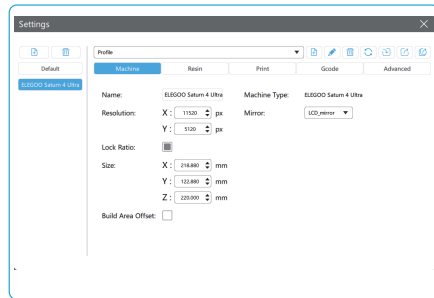 Settings
Profile
Default
Machine
Resin
Print
Gcode
Advanced
ELEGOO Saturn 4 Ultra
Name: ELEGOO Saturn 4 Ultra Machine Type: ELEGOO Saturn 4 Ultra
Resolution: X : 11520 px Mirror: LCD_mirror
Y : 5120 px
Lock Ratio:
Size: X : 218.880 mm
Y : 122.880 mm
Z : 220.000 mm
Build Area Offset: